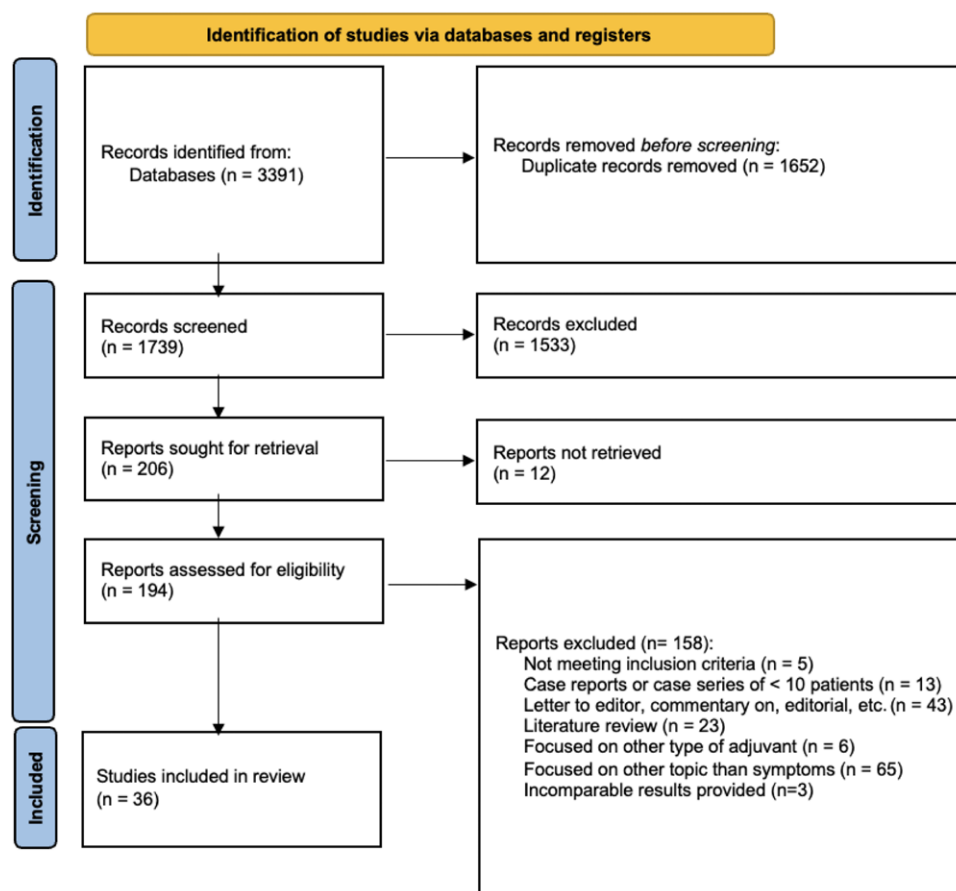 Identification of studies via databases and registers
Identification
Records identified from:
Databases (n = 3391)
Records removed before screening:
Duplicate records removed (n = 1652)
Screening
Records screened
(n = 1739)
Records excluded
(n = 1533)
Reports sought for retrieval
(n = 206)
Reports not retrieved
(n = 12)
Reports assessed for eligibility
(n = 194)
Reports excluded (n= 158):
Not meeting inclusion criteria (n = 5)
Case reports or case series of < 10 patients (n = 13)
Letter to editor, commentary on, editorial, etc. (n = 43)
Literature review (n = 23)
Focused on other type of adjuvant (n = 6)
Focused on other topic than symptoms (n = 65)
Incomparable results provided (n=3)
Included
Studies included in review
(n = 36)